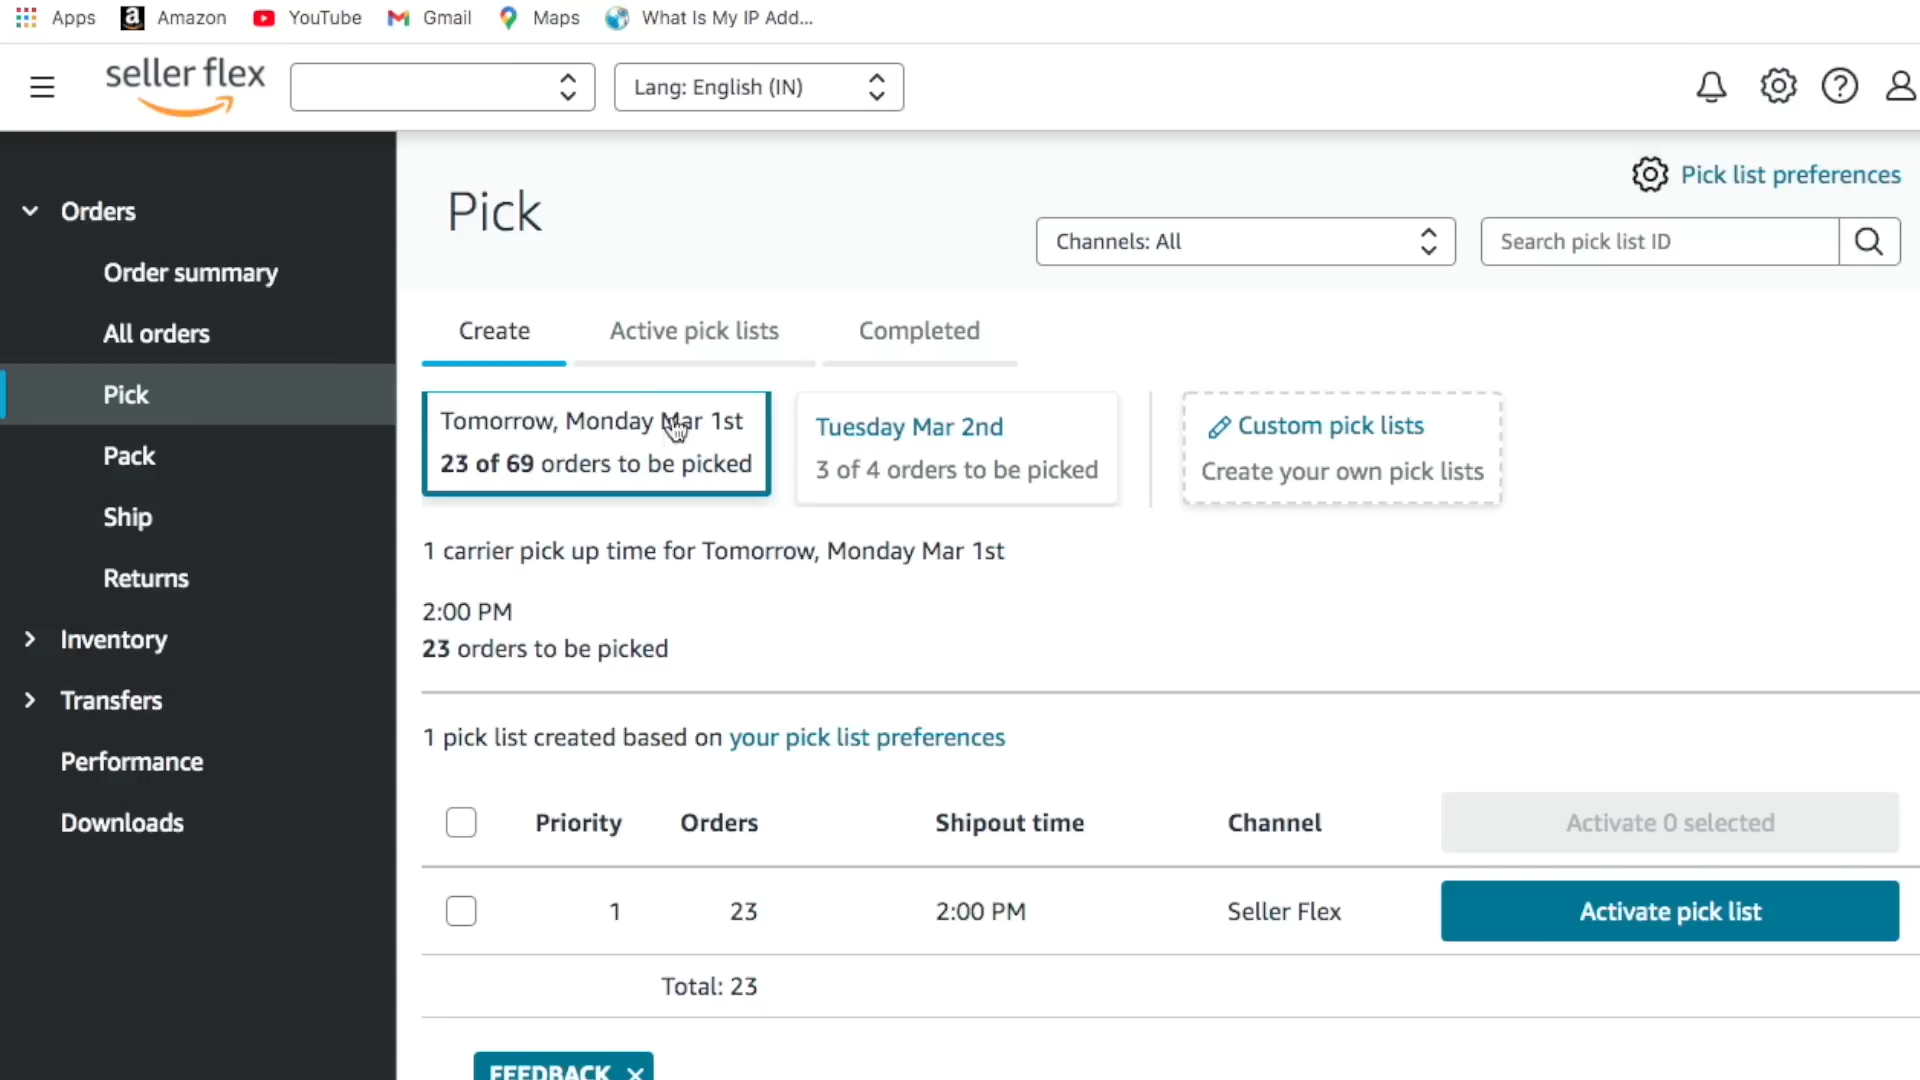 Apps Amazon YouTube Gmail Maps What Is My IP Add...
seller flex Lang: English (IN)
Pick list preferences
Pick
Channels: All Search pick list ID
Orders
Order summary
All orders
Pick
Pack
Ship
Returns
Inventory
Transfers
Performance
Downloads
Create Active pick lists Completed
Tomorrow, Monday Mar 1st
23 of 69 orders to be picked
Tuesday Mar 2nd
3 of 4 orders to be picked
Custom pick lists
Create your own pick lists
1 carrier pick up time for Tomorrow, Monday Mar 1st
2:00 PM
23 orders to be picked
1 pick list created based on your pick list preferences
Priority Orders Shipout time Channel Activate 0 selected
1 23 2:00 PM Seller Flex Activate pick list
Total: 23
FEEDBACK